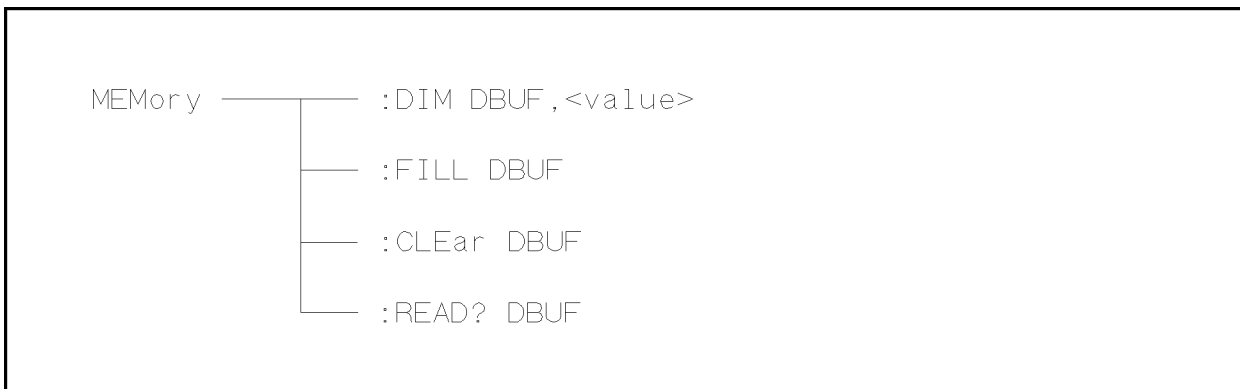 MEMory :DIM DBUF,<value>
:FILL DBUF
:CLEar DBUF
:READ? DBUF